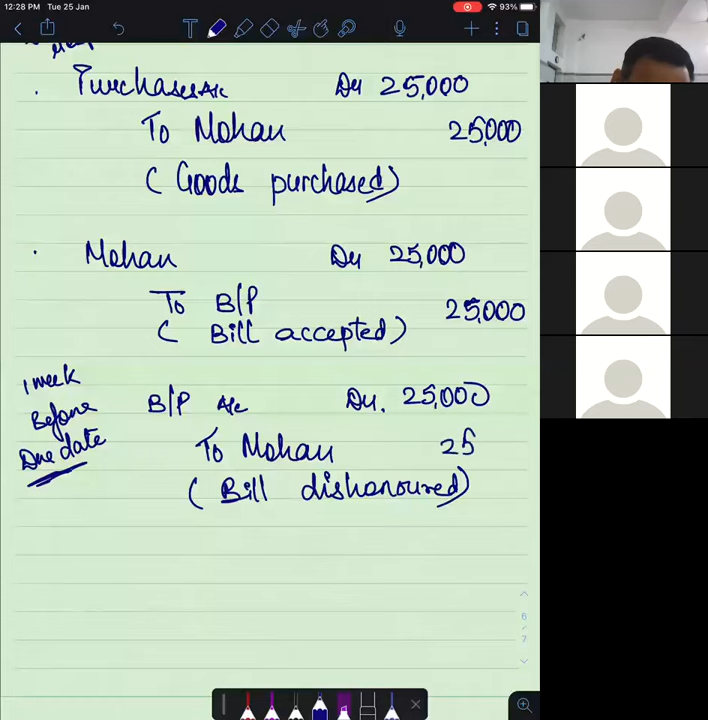 12:28 PM Tue 25 Jan
93%
Purchases A/c Dr 25,000
To Mohan 25,000
( Goods purchased)
Mohan Dr 25,000
To B/P 25,000
( Bill accepted)
1 week
Before
Due date
B/P A/c Dr. 25,000
To Mohan 25
( Bill dishonoured)
6
7